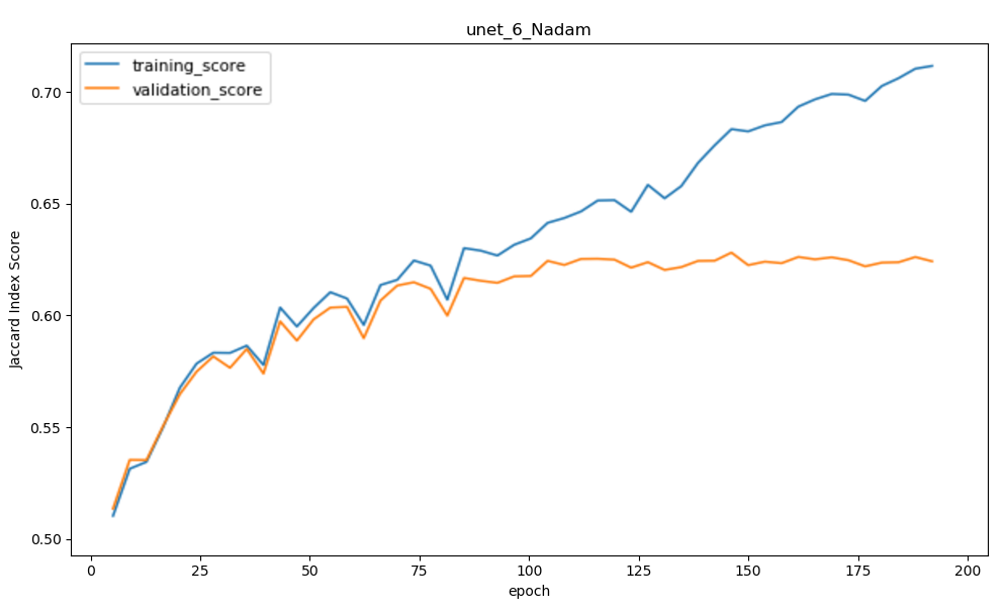 unet_6_Nadam
training_score
validation_score
Jaccard Index Score
0.70
0.65
0.60
0.55
0.50
0 25 50 75 100 125 150 175 200
epoch